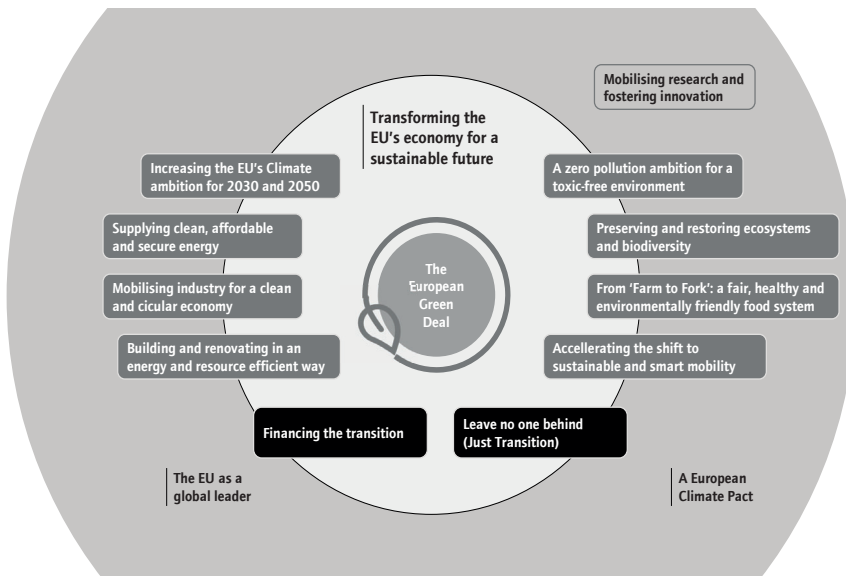 Mobilising research and
fostering innovation
Transforming the
EU's economy for a
sustainable future
Increasing the EU's Climate
ambition for 2030 and 2050
A zero pollution ambition for a
toxic-free environment
Supplying clean, affordable
and secure energy
Preserving and restoring ecosystems
and biodiversity
The
European
Green
Deal
Mobilising industry for a clean
and cicular economy
From ‘Farm to Fork’: a fair, healthy and
environmentally friendly food system
Building and renovating in an
energy and resource efficient way
Accellerating the shift to
sustainable and smart mobility
Financing the transition
Leave no one behind
(Just Transition)
The EU as a
global leader
A European
Climate Pact